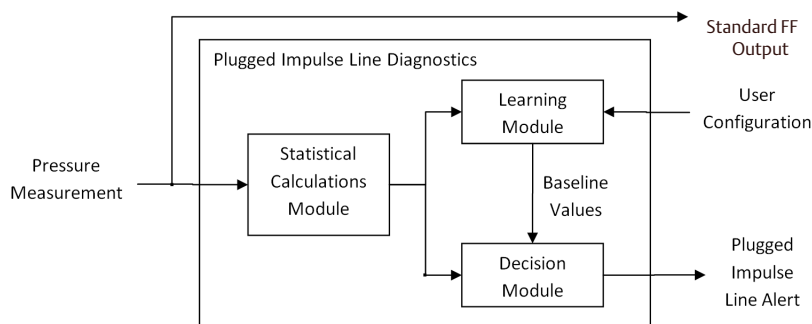 Standard FF
Output
Plugged Impulse Line Diagnostics
Learning
Module
User
Configuration
Statistical
Calculations
Module
Pressure
Measurement
Baseline
Values
Decision
Module
Plugged
Impulse
Line Alert